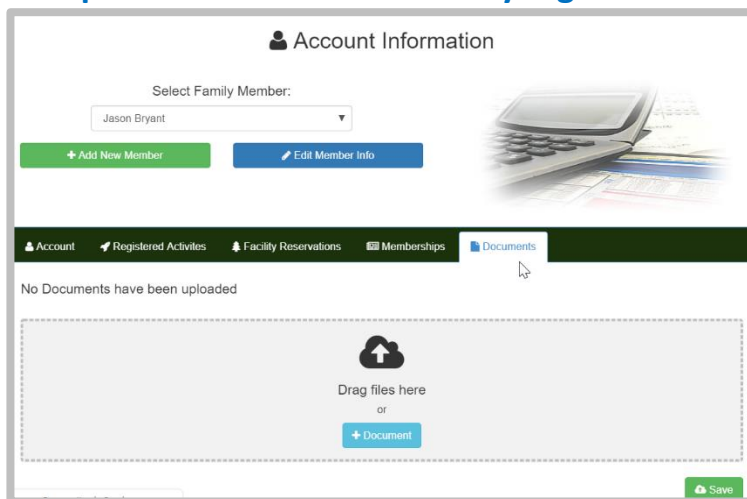 Account Information
Select Family Member:
Jason Bryant
+ Add New Member
Edit Member Info
Account Registered Activites Facility Reservations Memberships Documents
No Documents have been uploaded
Drag files here
or
+ Document
Save